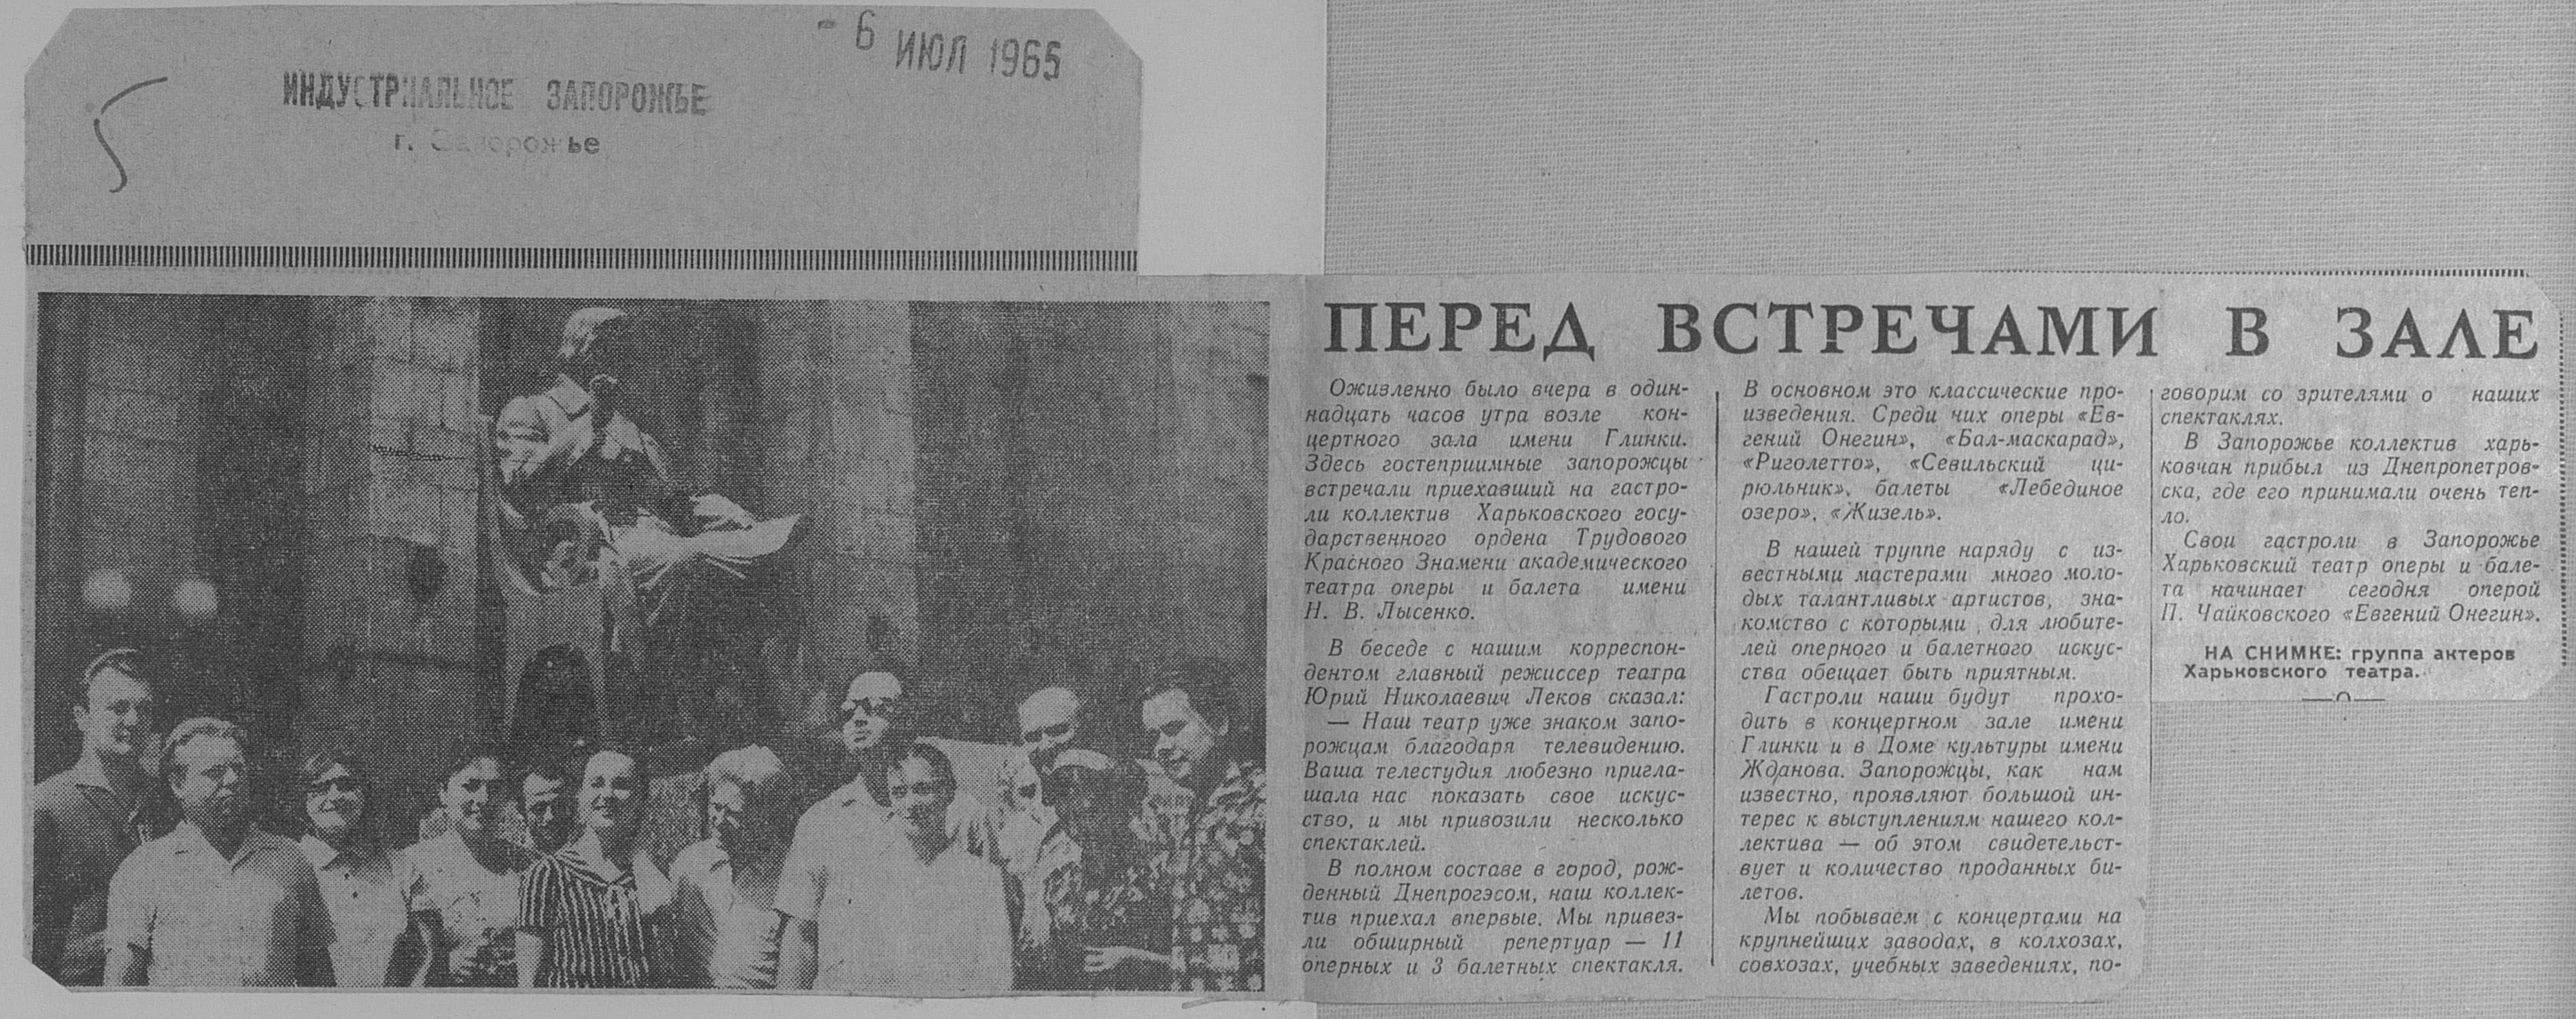 - 6 ИЮЛ 1965
ИНДУСТРИАЛЬНОЕ ЗАПОРОЖЬЕ
г. Запорожье
5
ПЕРЕД ВСТРЕЧАМИ В ЗАЛЕ
Оживленно было вчера в один-
надцать часов утра возле кон-
цертного зала имени Глинки.
Здесь гостеприимные запорожцы
встречали приехавший на гастро-
ли коллектив Харьковского госу-
дарственного ордена Трудового
Красного Знамени академического
театра оперы и балета имени
Н. В. Лысенко.
В беседе с нашим корреспон-
дентом главный режиссер театра
Юрий Николаевич Леков сказал:
— Наш театр уже знаком запо-
рожцам благодаря телевидению.
Ваша телестудия любезно пригла-
шала нас показать свое искус-
ство, и мы привозили несколько
спектаклей.
В полном составе в город, рож-
денный Днепрогэсом, наш коллек-
тив приехал впервые. Мы привез-
ли обширный репертуар — 11
оперных и 3 балетных спектакля.
В основном это классические про-
изведения. Среди них оперы «Ев-
гений Онегин», «Бал-маскарад»,
«Риголетто», «Севильский ци-
рюльник», балеты «Лебединое
озеро», «Жизель».
В нашей труппе наряду с из-
вестными мастерами много моло-
дых талантливых артистов, зна-
комство с которыми для любите-
лей оперного и балетного искус-
ства обещает быть приятным.
Гастроли наши будут прохо-
дить в концертном зале имени
Глинки и в Доме культуры имени
Жданова. Запорожцы, как нам
известно, проявляют большой ин-
терес к выступлениям нашего кол-
лектива — об этом свидетельст-
вует и количество проданных би-
летов.
Мы побываем с концертами на
крупнейших заводах, в колхозах,
совхозах, учебных заведениях, по-
говорим со зрителями о наших
спектаклях.
В Запорожье коллектив харь-
ковчан прибыл из Днепропетров-
ска, где его принимали очень теп-
ло.
Свои гастроли в Запорожье
Харьковский театр оперы и бале-
та начинает сегодня оперой
П. Чайковского «Евгений Онегин».
НА СНИМКЕ: группа актеров
Харьковского театра.